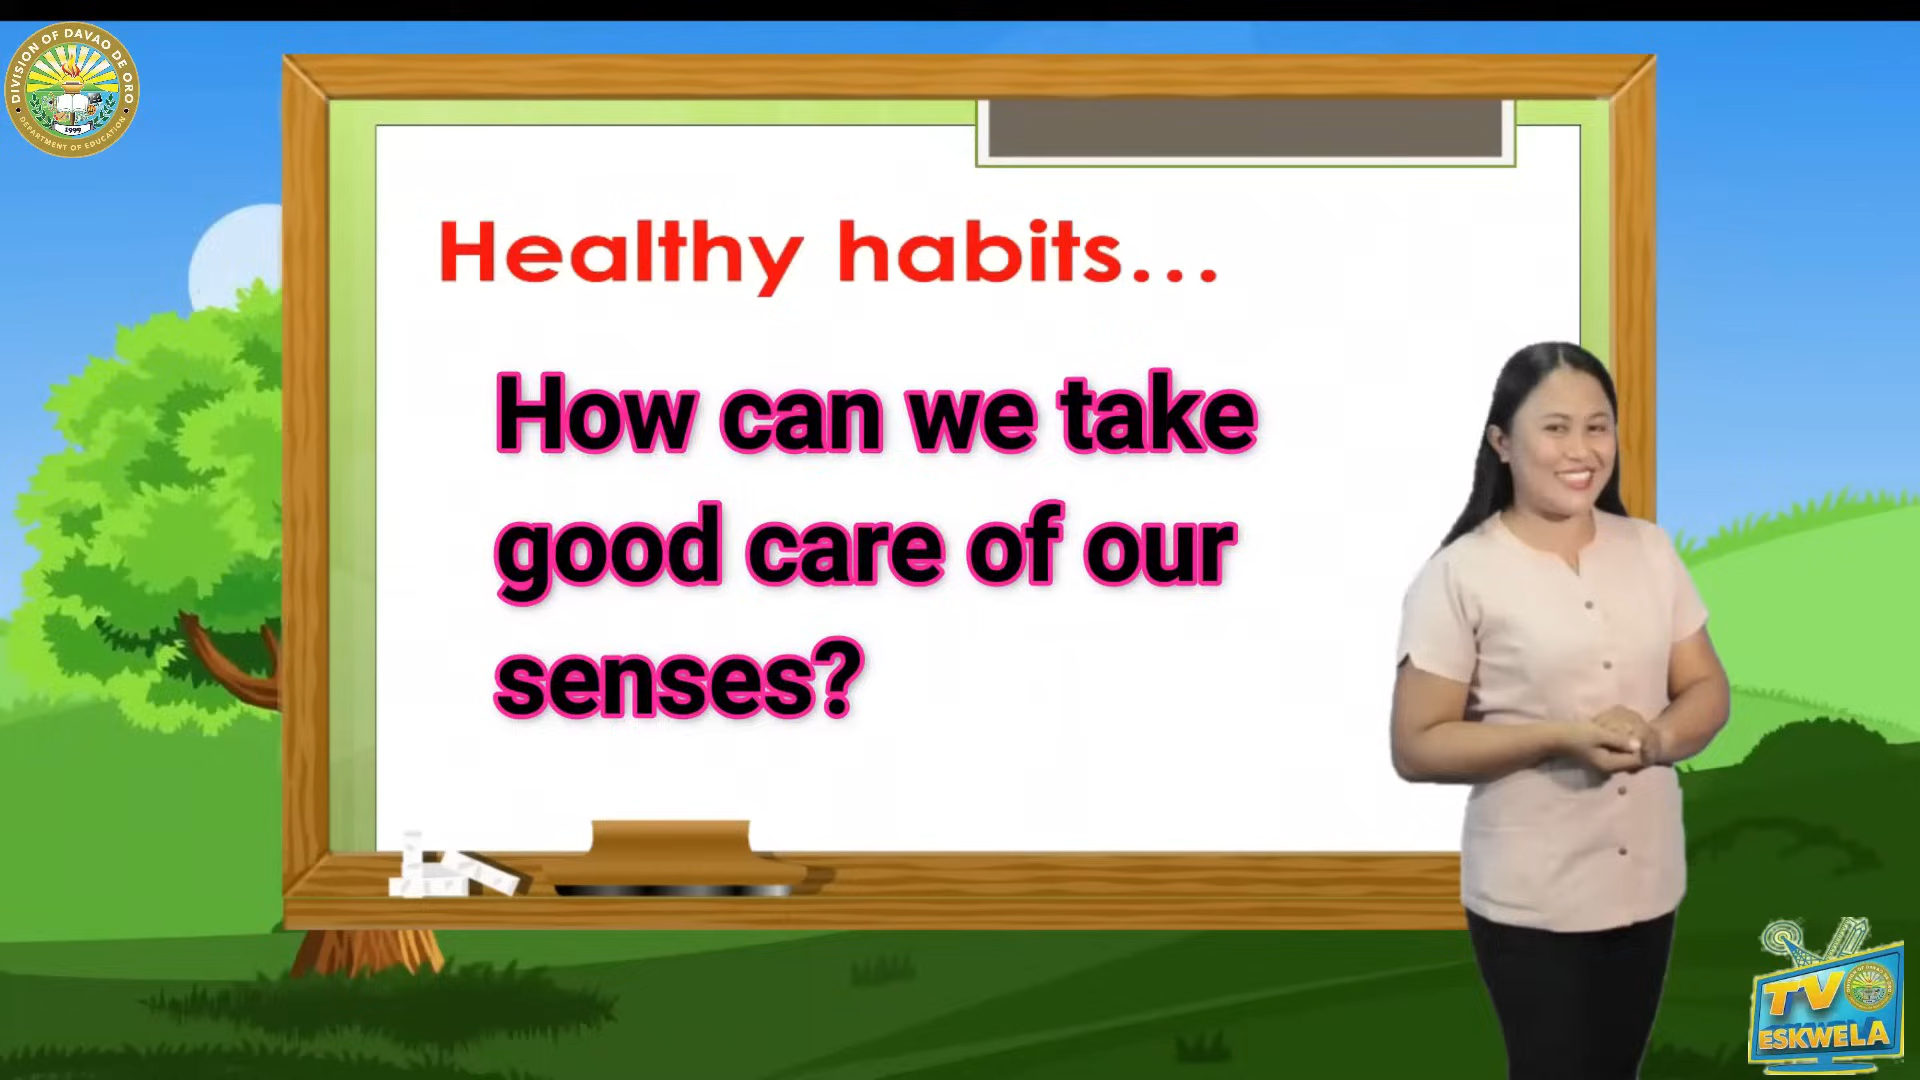 DIVISION OF DAVAO DE ORO
DEPARTMENT OF EDUCATION
1999
Healthy habits...
How can we take
good care of our
senses?
TV
ESKWELA